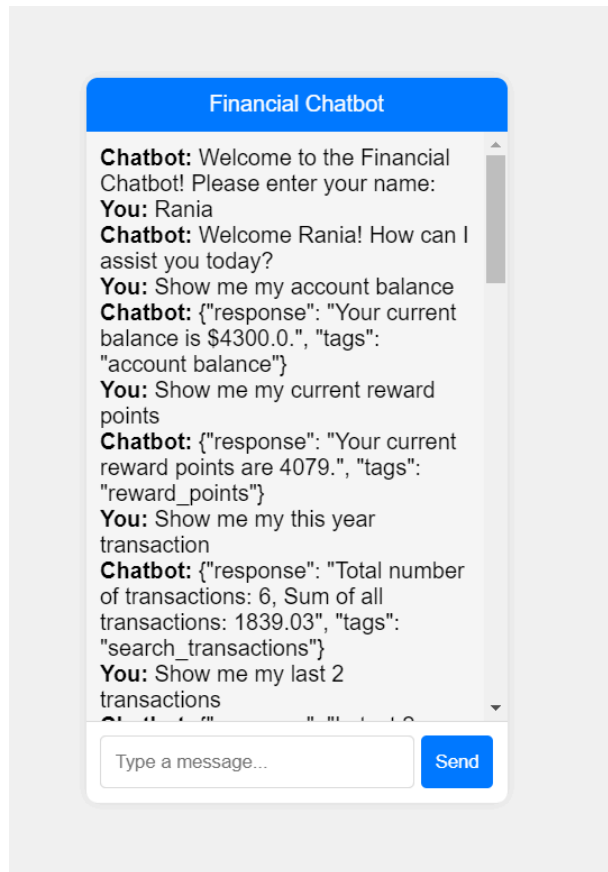 Financial Chatbot
Chatbot: Welcome to the Financial
Chatbot! Please enter your name:
You: Rania
Chatbot: Welcome Rania! How can I
assist you today?
You: Show me my account balance
Chatbot: {"response": "Your current
balance is $4300.0.", "tags":
"account balance"}
You: Show me my current reward
points
Chatbot: {"response": "Your current
reward points are 4079.", "tags":
"reward_points"}
You: Show me my this year
transaction
Chatbot: {"response": "Total number
of transactions: 6, Sum of all
transactions: 1839.03", "tags":
"search_transactions"}
You: Show me my last 2
transactions
Type a message...
Send